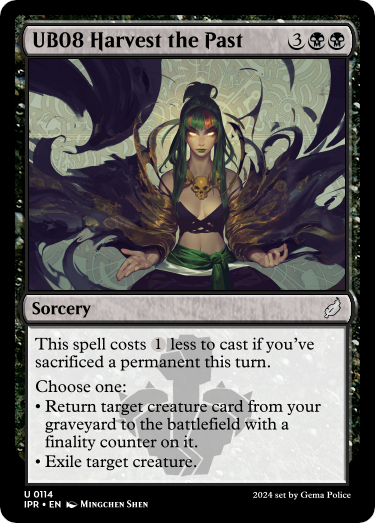 UB08 Harvest the Past 3
Sorcery
This spell costs 1 less to cast if you've
sacrificed a permanent this turn.
Choose one:
• Return target creature card from your
graveyard to the battlefield with a
finality counter on it.
• Exile target creature.
U 0114
IPR • EN Mingchen Shen
2024 set by Gema Police